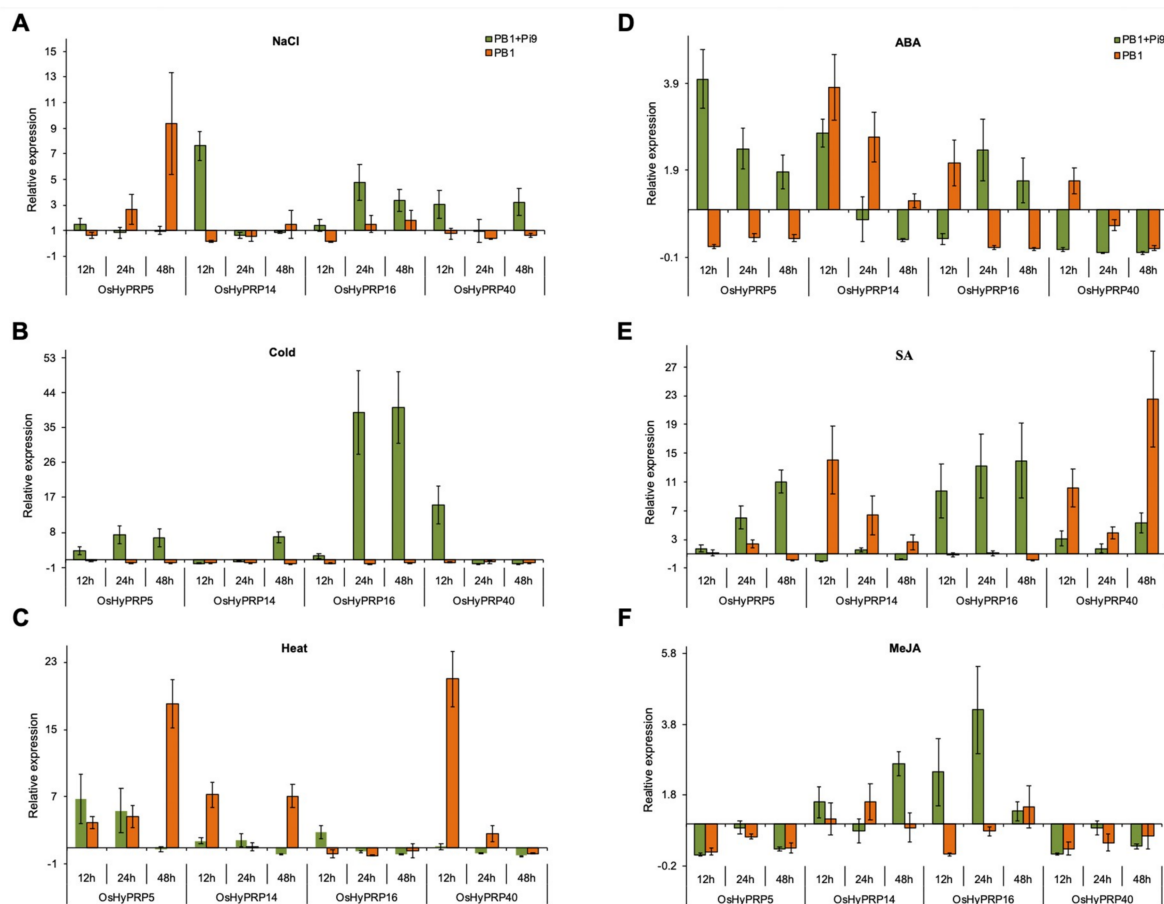 A
NaCl
PB1+Pi9
PB1
Relative expression
15
13
11
9
7
5
3
1
-1
12h 24h 48h 12h 24h 48h 12h 24h 48h 12h 24h 48h
OsHyPRP5 OsHyPRP14 OsHyPRP16 OsHyPRP40
B
Cold
Relative expression
53
44
35
26
17
8
-1
12h 24h 48h 12h 24h 48h 12h 24h 48h 12h 24h 48h
OsHyPRP5 OsHyPRP14 OsHyPRP16 OsHyPRP40
C
Heat
Relative expression
23
15
7
-1
12h 24h 48h 12h 24h 48h 12h 24h 48h 12h 24h 48h
OsHyPRP5 OsHyPRP14 OsHyPRP16 OsHyPRP40
D
ABA
PB1+Pi9
PB1
Relative expression
3.9
1.9
-0.1
12h 24h 48h 12h 24h 48h 12h 24h 48h 12h 24h 48h
OsHyPRP5 OsHyPRP14 OsHyPRP16 OsHyPRP40
E
SA
Relative expression
27
23
19
15
11
7
3
-1
12h 24h 48h 12h 24h 48h 12h 24h 48h 12h 24h 48h
OsHyPRP5 OsHyPRP14 OsHyPRP16 OsHyPRP40
F
MeJA
Realtive expression
5.8
3.8
1.8
-0.2
12h 24h 48h 12h 24h 48h 12h 24h 48h 12h 24h 48h
OsHyPRP5 OsHyPRP14 OsHyPRP16 OsHyPRP40